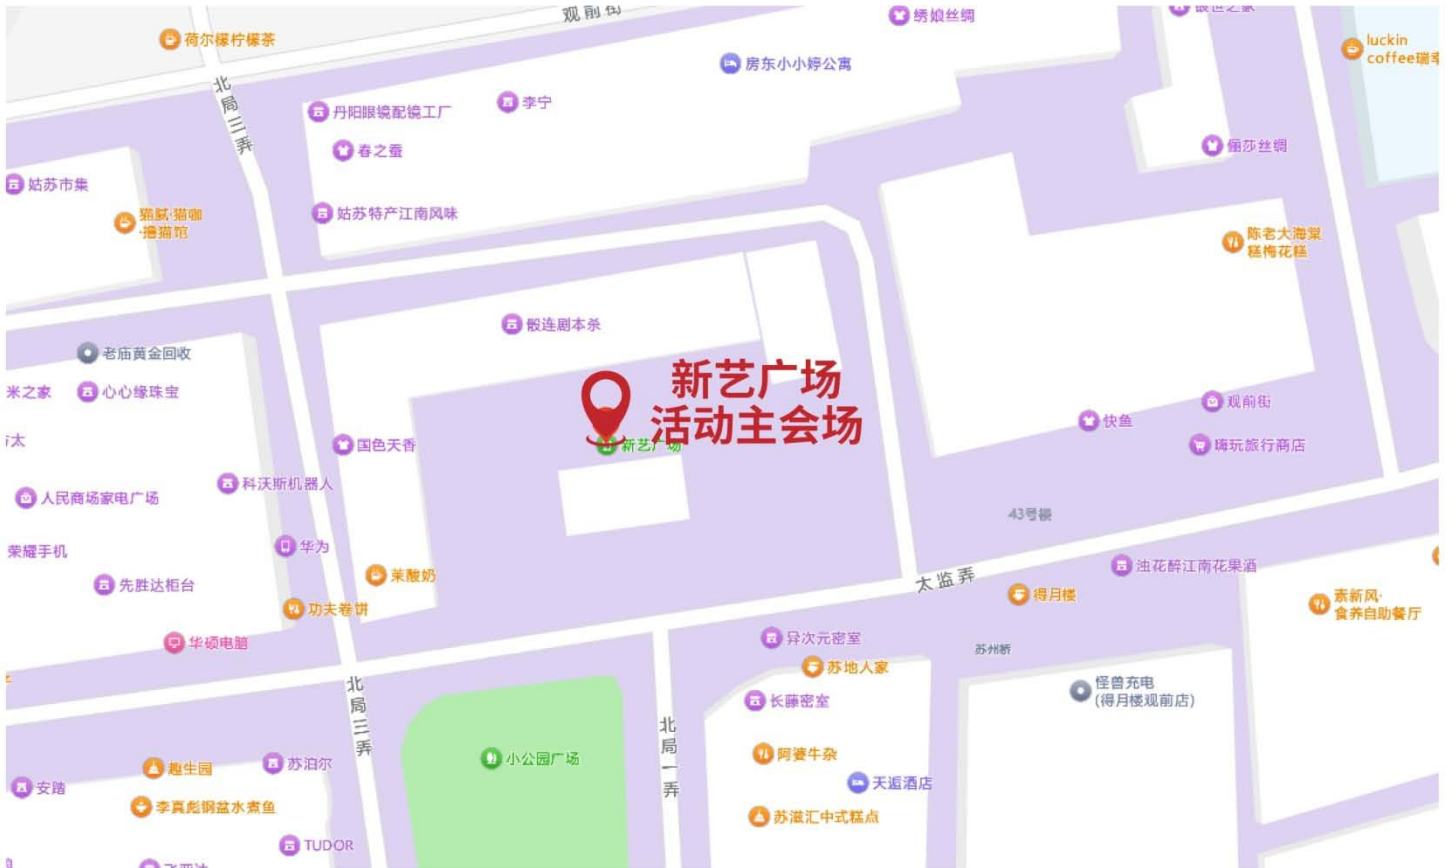 观前街
绣娘丝绸
荷尔檬柠檬茶
luckin
coffee
房东小小婷公寓
北局三弄
丹阳眼镜配镜工厂
李宁
春之蚕
俪莎丝绸
姑苏市集
猫腻·猫咖
·撸猫馆
姑苏特产江南风味
陈老大海棠
糕梅花糕
骰连剧本杀
老庙黄金回收
新艺广场
活动主会场
米之家
心心缘珠宝
观前街
快鱼
国色天香
新艺广场
嗨玩旅行商店
科沃斯机器人
人民商场家电广场
43号楼
荣耀手机
华为
浊花醉江南花果酒
茉酸奶
太监弄
先胜达柜台
得月楼
素新风·
食养自助餐厅
功夫卷饼
华硕电脑
异次元密室
苏州桥
苏地人家
北局三弄
怪兽充电
(得月楼观前店)
长藤密室
北局一弄
小公园广场
阿婆牛杂
趣生园
苏泊尔
天逅酒店
安踏
李真彪钢盆水煮鱼
苏滋汇中式糕点
TUDOR